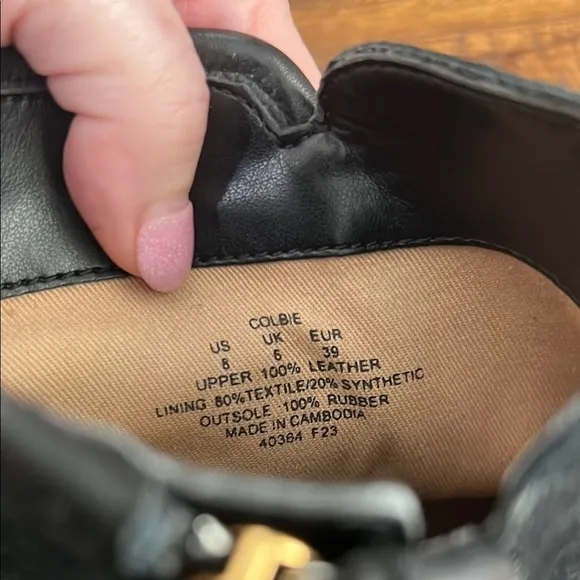 COLBIE
US UK EUR
8 6 39
UPPER 100% LEATHER
LINING 80% TEXTILE/20% SYNTHETIC
OUTSOLE 100% RUBBER
MADE IN CAMBODIA
40364 F23